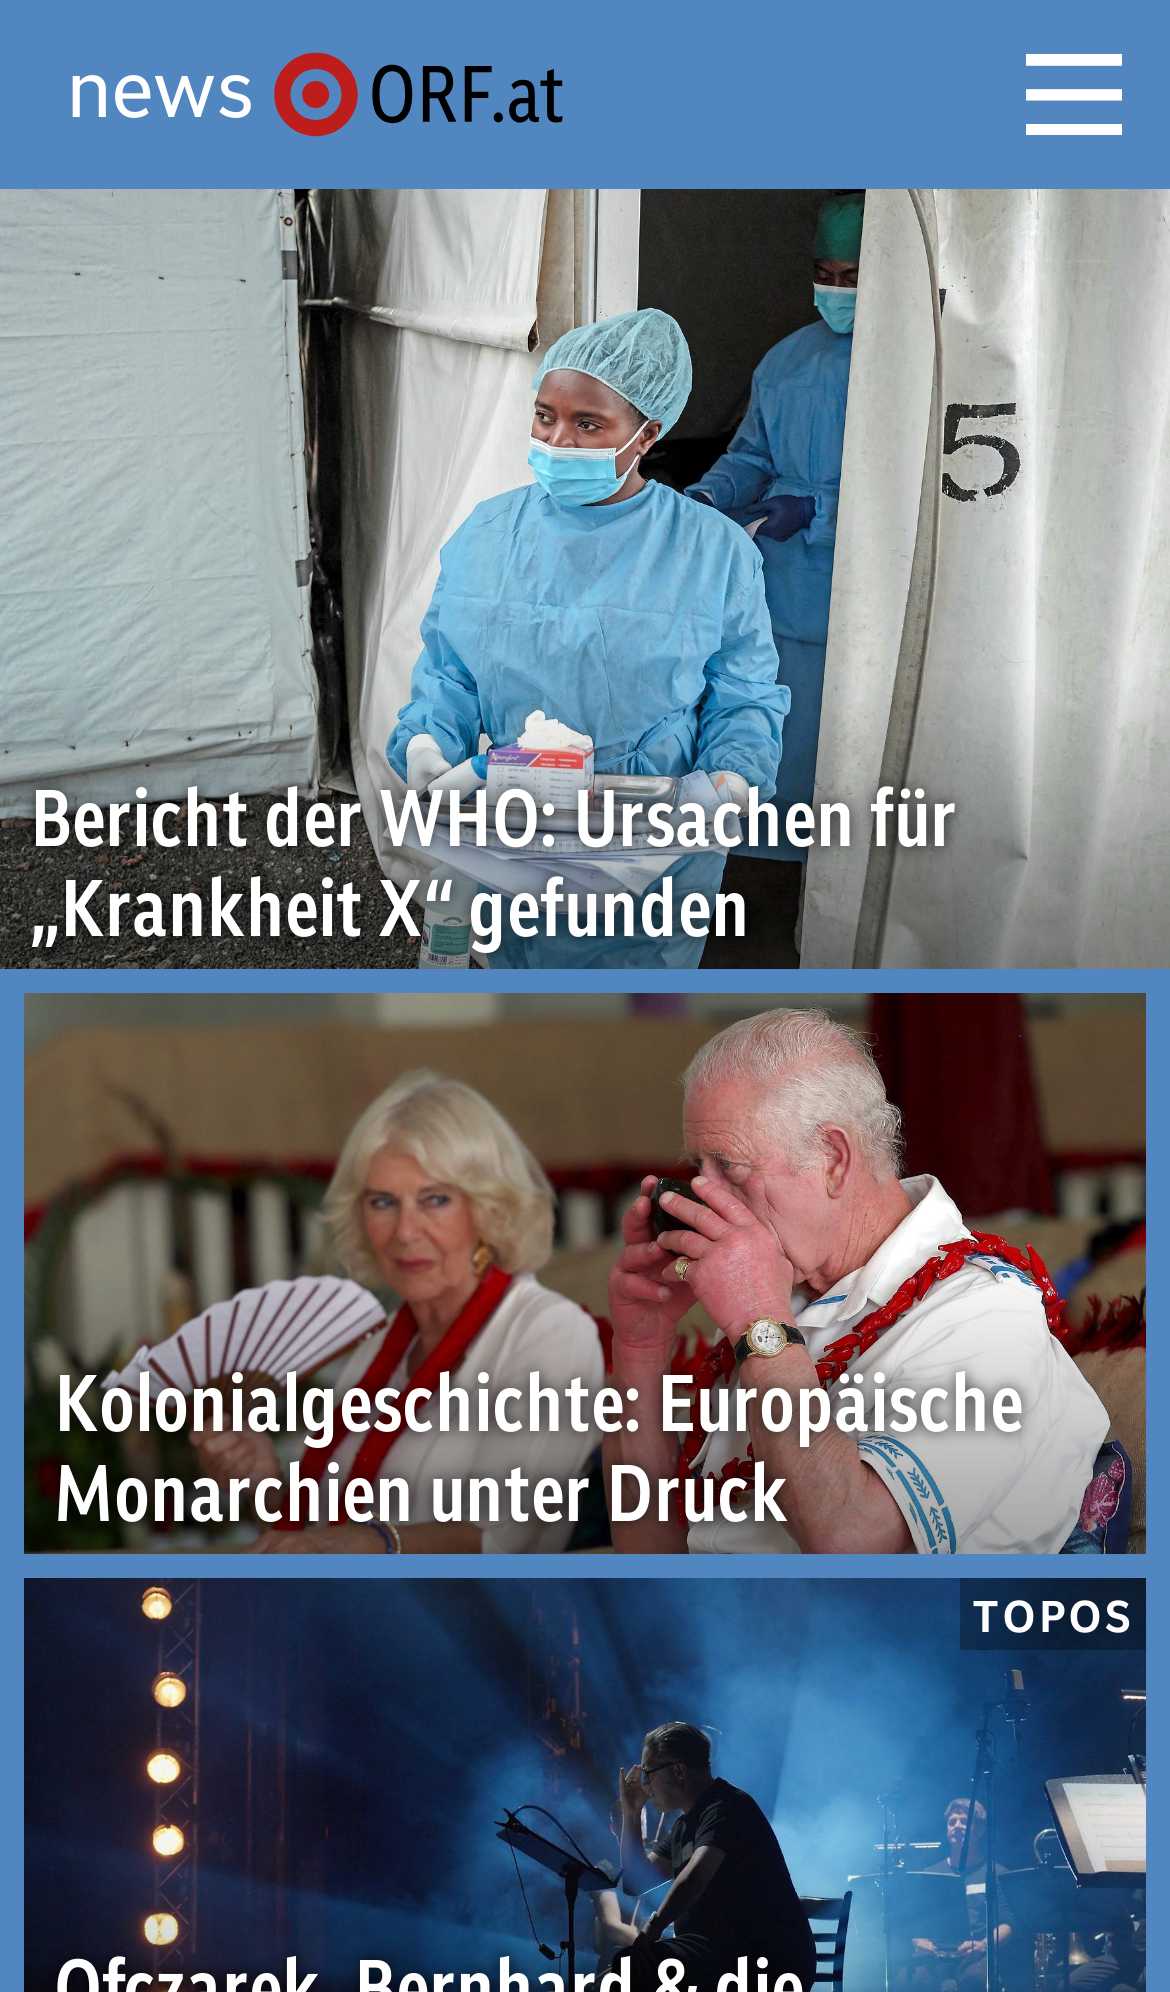 news ORF.at
5
Bericht der WHO: Ursachen für
„Krankheit X“ gefunden
Kolonialgeschichte: Europäische
Monarchien unter Druck
TOPOS
Ofczarek, Bernhard & die